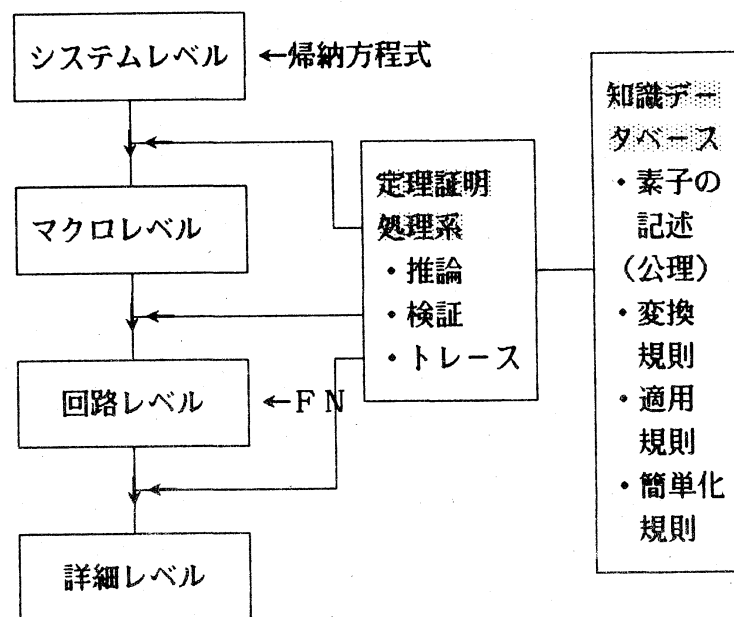 システムレベル
←帰納方程式
マクロレベル
回路レベル
←FN
詳細レベル
定理証明
処理系
・推論
・検証
・トレース
知識デー
タベース
・素子の
記述
(公理)
・変換
規則
・適用
規則
・簡単化
規則